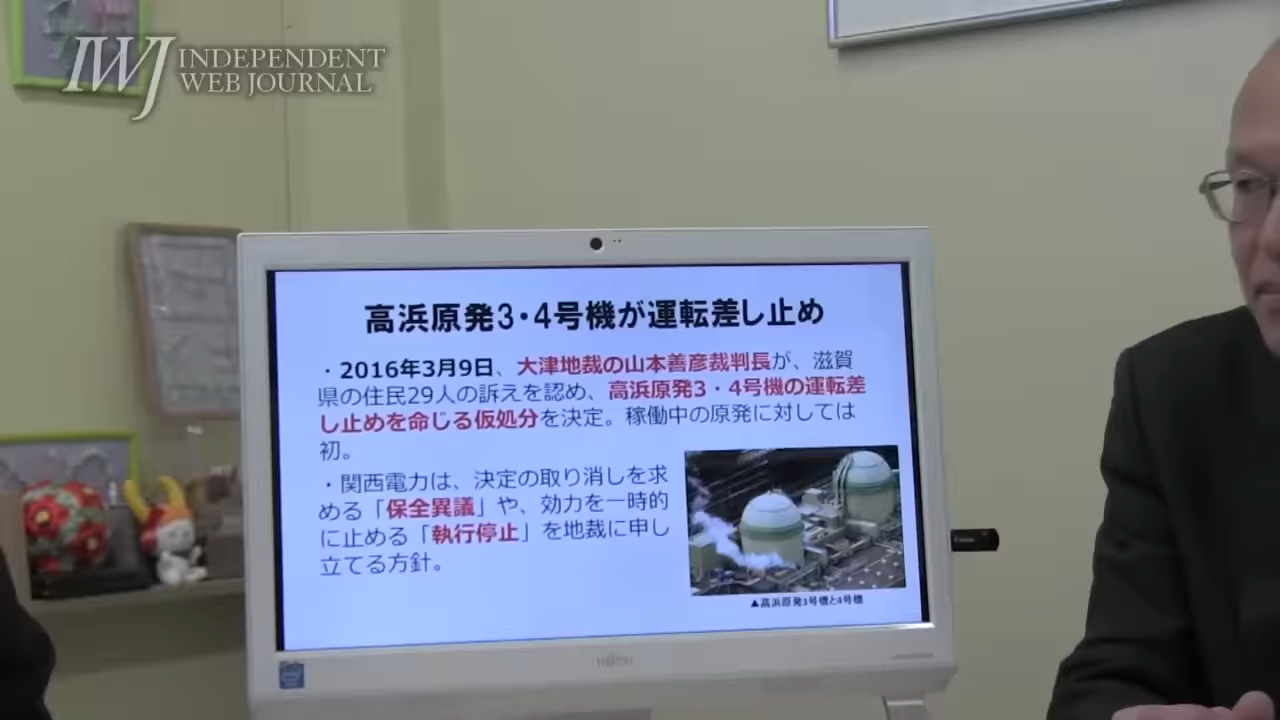 IWJ INDEPENDENT
WEB JOURNAL
高浜原発3・4号機が運転差し止め
・2016年3月9日、大津地裁の山本善彦裁判長が、滋賀
県の住民29人の訴えを認め、高浜原発3・4号機の運転差
し止めを命じる仮処分を決定。稼働中の原発に対しては
初。
・関西電力は、決定の取り消しを求
める「保全異議」や、効力を一時的
に止める「執行停止」を地裁に申し
立てる方針。
▲高浜原発3号機と4号機
FUJITSU